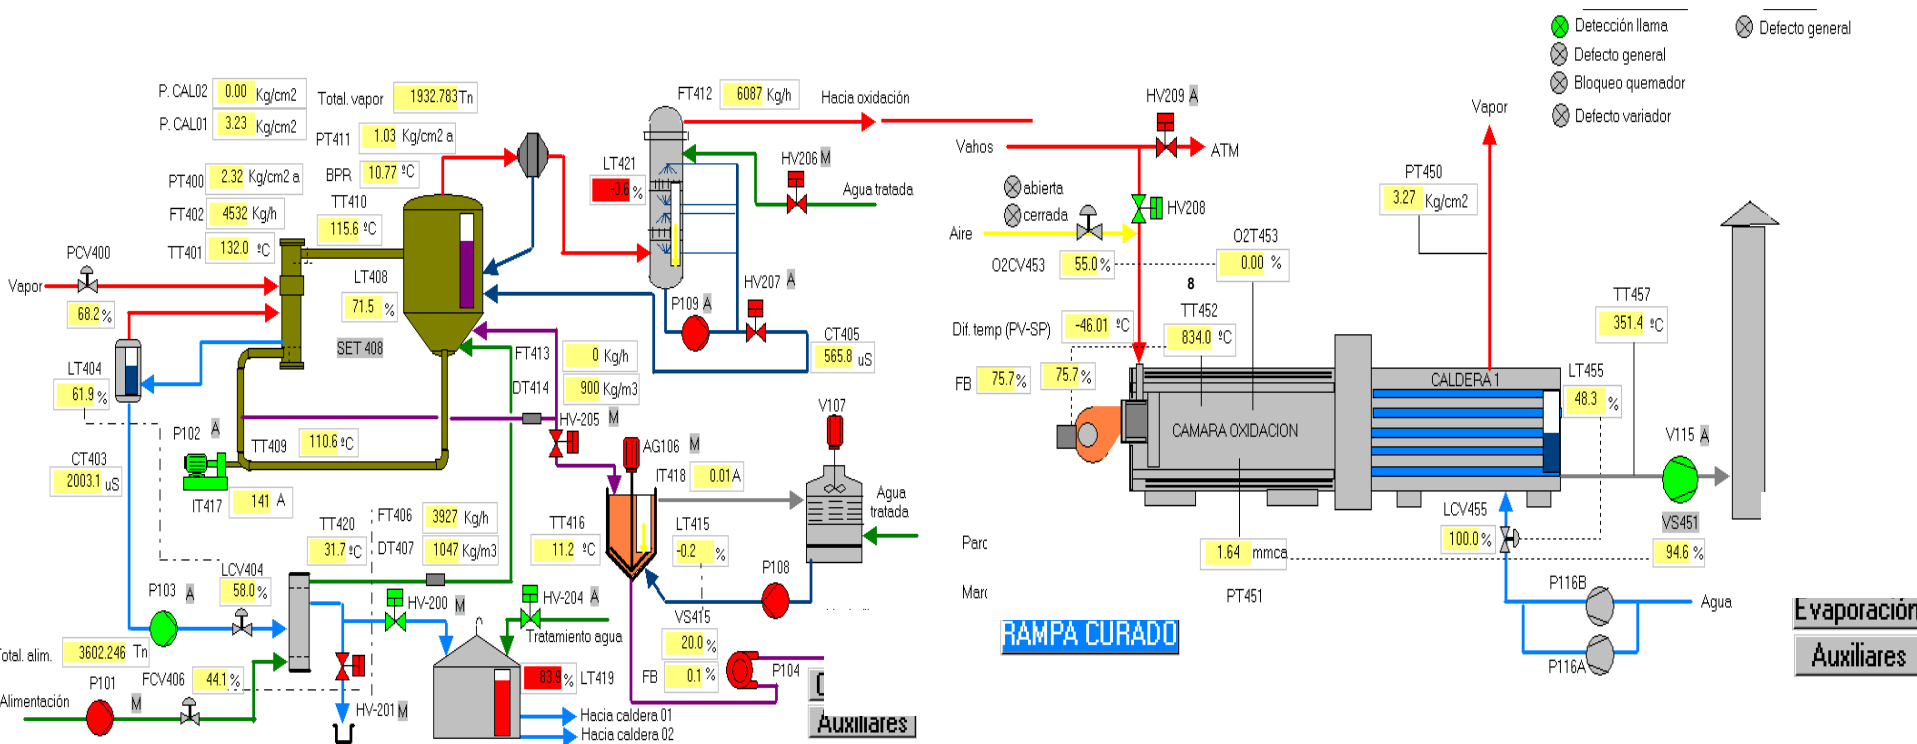 Detección llama
Defecto general
Defecto general
Bloqueo quemador
Defecto variador
P. CAL02 0.00 Kg/cm2
Total. vapor 1932.783 Tn
P. CAL01 3.23 Kg/cm2
PT411 1.03 Kg/cm2 a
BPR 10.77 ºC
PT400 2.32 Kg/cm2 a
FT402 4532 Kg/h
TT401 132.0 ºC
TT410
115.6 ºC
LT408
71.5 %
SET 408
PCV400
Vapor
68.2 %
LT404
61.9 %
CT403
2003.1 uS
P102 A
TT409 110.6 ºC
IT417 141 A
FT412 6087 Kg/h
Hacia oxidación
LT421
-0.6 %
HV206 M
Agua tratada
P109 A
HV207 A
CT405
565.8 uS
FT413 0 Kg/h
DT414 900 Kg/m3
HV-205 M
AG106 M
IT418 0.01 A
V107
Agua
tratada
TT416
11.2 ºC
LT415
-0.2 %
P108
VS415
20.0 %
FB 0.1 %
P104
TT420
31.7 ºC
FT406 3927 Kg/h
DT407 1047 Kg/m3
P103 A
LCV404
58.0 %
HV-200 M
HV-204 A
Tratamiento agua
83.9 % LT419
Total. alim. 3602.246 Tn
FCV406 44.1 %
Alimentación
P101 M
HV-201 M
Hacia caldera 01
Hacia caldera 02
Auxiliares
HV209 A
Vahos
ATM
abierta
cerrada
HV208
Aire
O2CV453 55.0 %
O2T453
0.00 %
8
TT452
834.0 ºC
Dif. temp (PV-SP) -46.01 ºC
FB 75.7 % 75.7 %
CAMARA OXIDACION
CALDERA 1
Vapor
PT450
3.27 Kg/cm2
TT457
351.4 ºC
LT455
48.3 %
V115 A
VS451
94.6 %
LCV455
100.0 %
1.64 mmca
PT451
Parc
Marc
P116B
Agua
P116A
RAMPA CURADO
Evaporación
Auxiliares